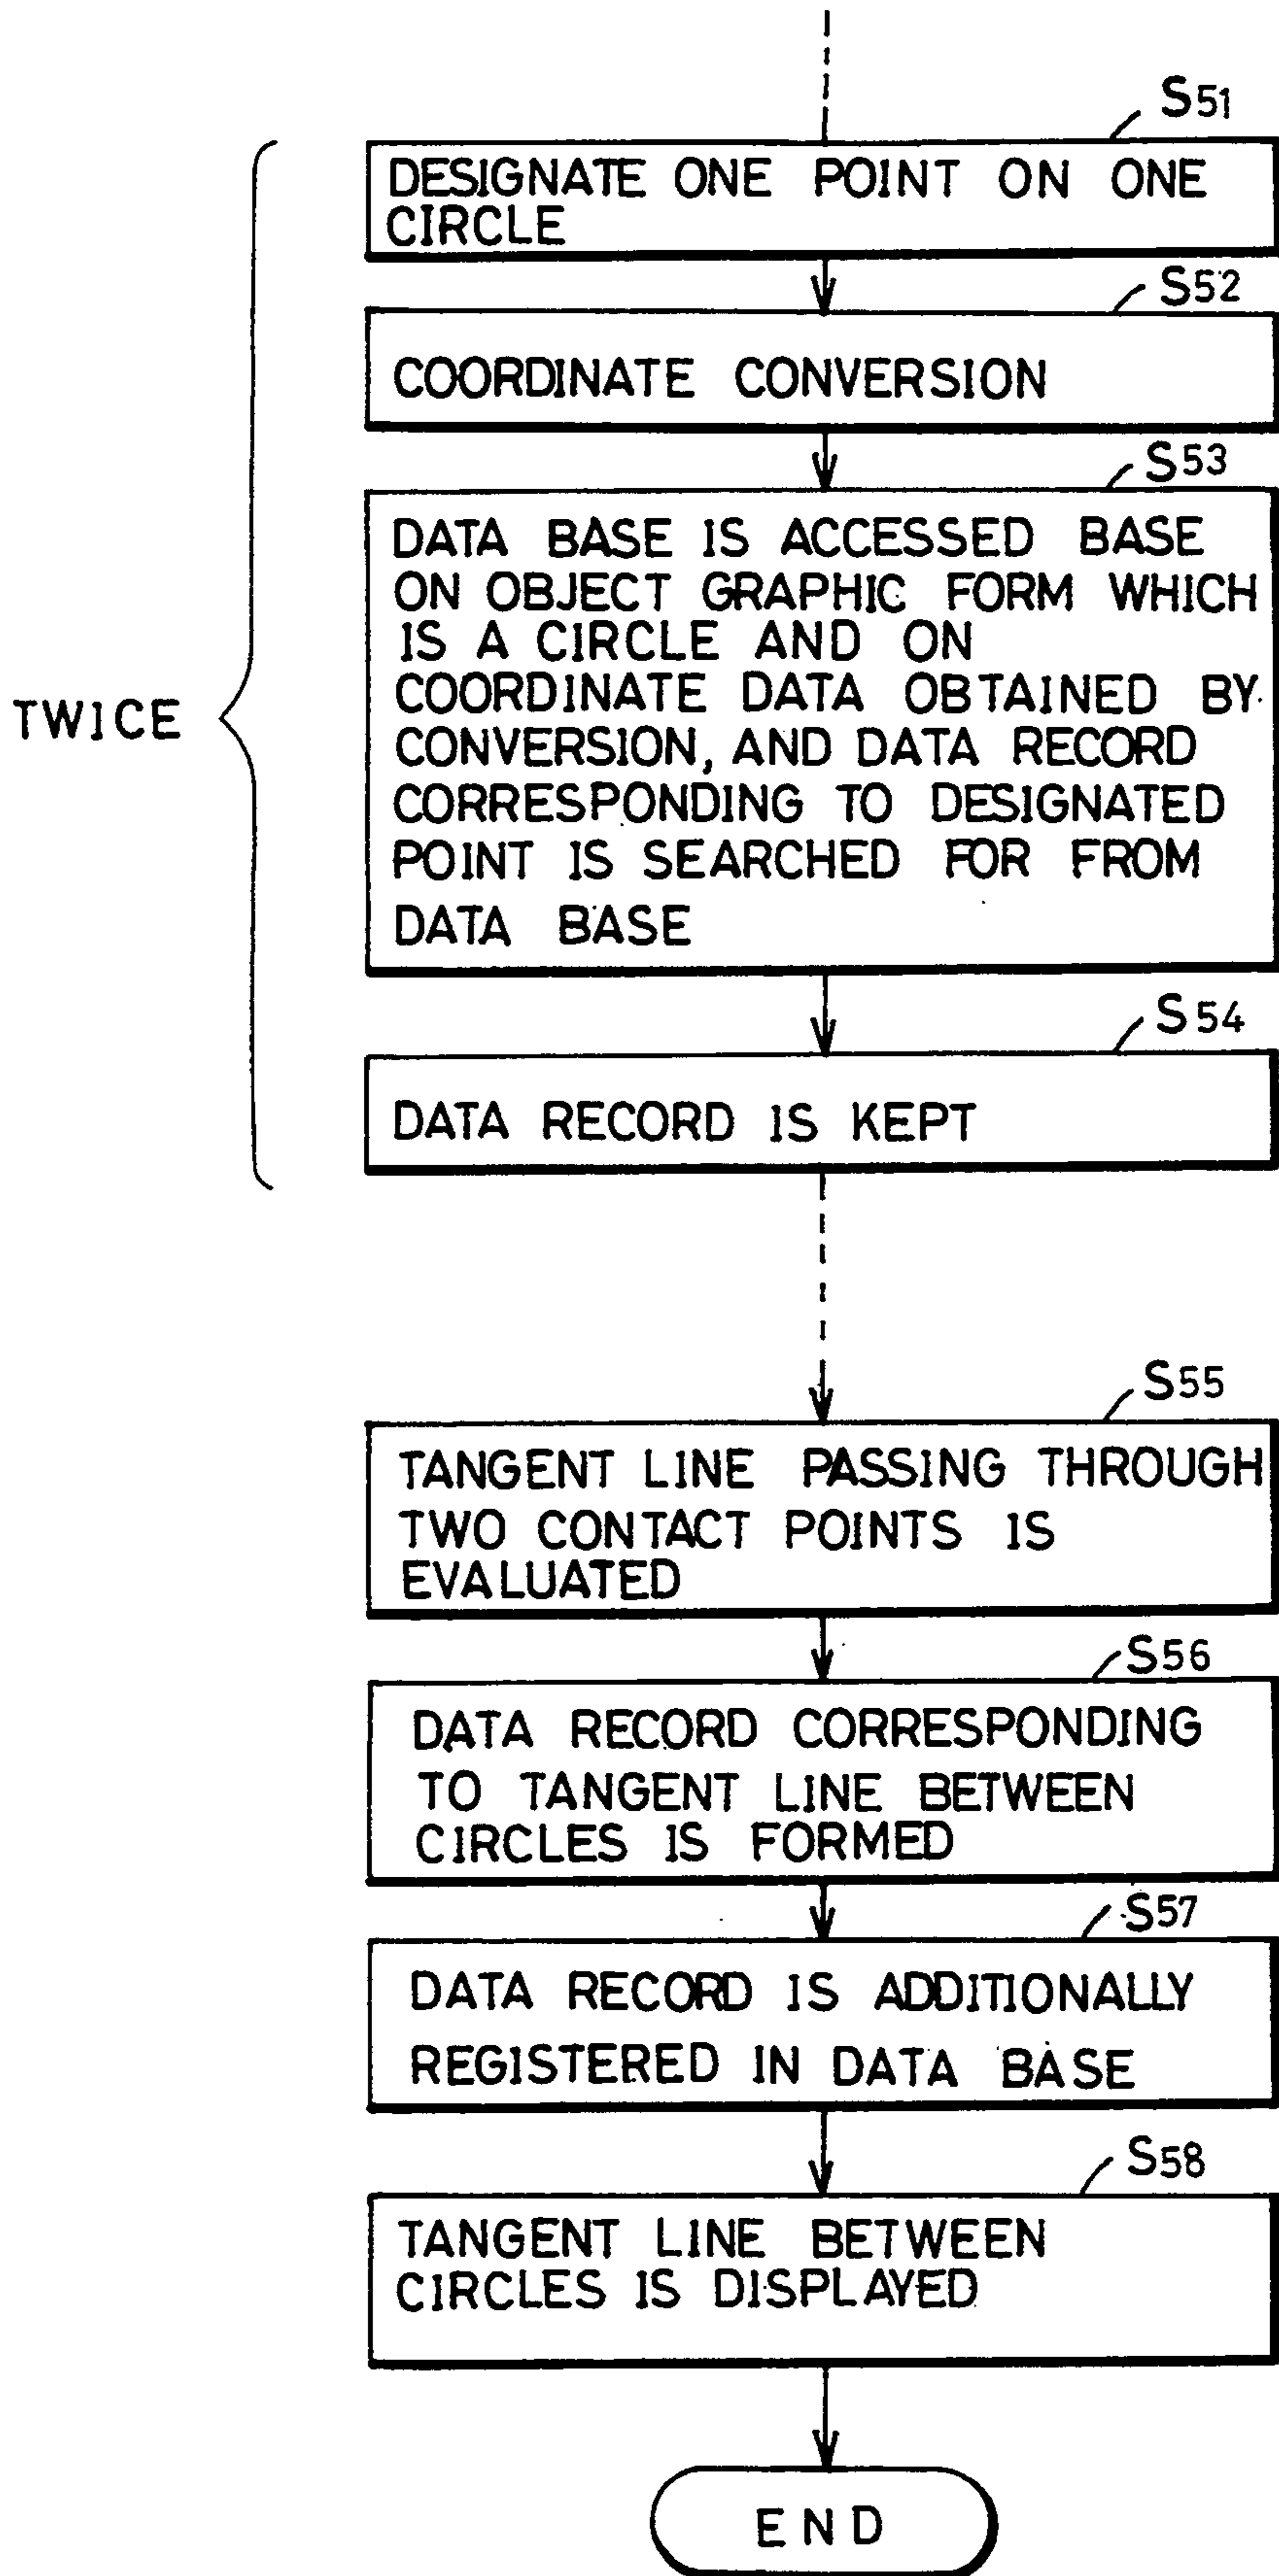 S51
DESIGNATE ONE POINT ON ONE
CIRCLE
S52
COORDINATE CONVERSION
S53
DATA BASE IS ACCESSED BASE
ON OBJECT GRAPHIC FORM WHICH
IS A CIRCLE AND ON
COORDINATE DATA OBTAINED BY
CONVERSION, AND DATA RECORD
CORRESPONDING TO DESIGNATED
POINT IS SEARCHED FOR FROM
DATA BASE
TWICE
S54
DATA RECORD IS KEPT
S55
TANGENT LINE PASSING THROUGH
TWO CONTACT POINTS IS
EVALUATED
S56
DATA RECORD CORRESPONDING
TO TANGENT LINE BETWEEN
CIRCLES IS FORMED
S57
DATA RECORD IS ADDITIONALLY
REGISTERED IN DATA BASE
S58
TANGENT LINE BETWEEN
CIRCLES IS DISPLAYED
END